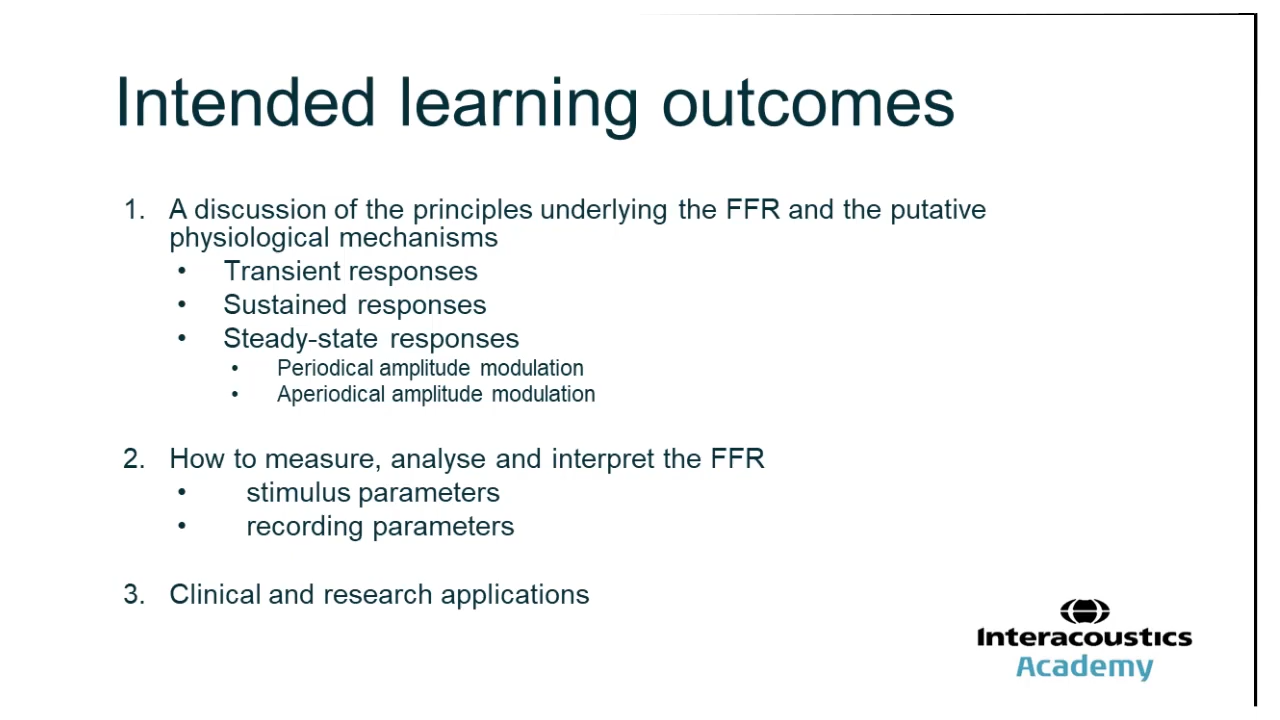 Intended learning outcomes
1. A discussion of the principles underlying the FFR and the putative
physiological mechanisms
• Transient responses
• Sustained responses
• Steady-state responses
• Periodical amplitude modulation
• Aperiodical amplitude modulation
2. How to measure, analyse and interpret the FFR
• stimulus parameters
• recording parameters
3. Clinical and research applications
Interacoustics
Academy